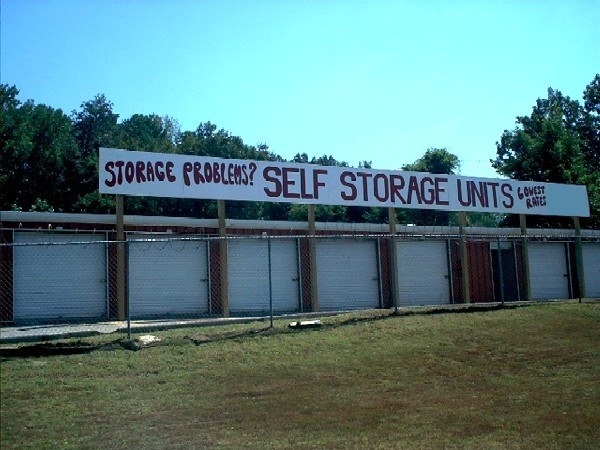 STORAGE PROBLEMS? SELF STORAGE UNITS LOWEST
RATES